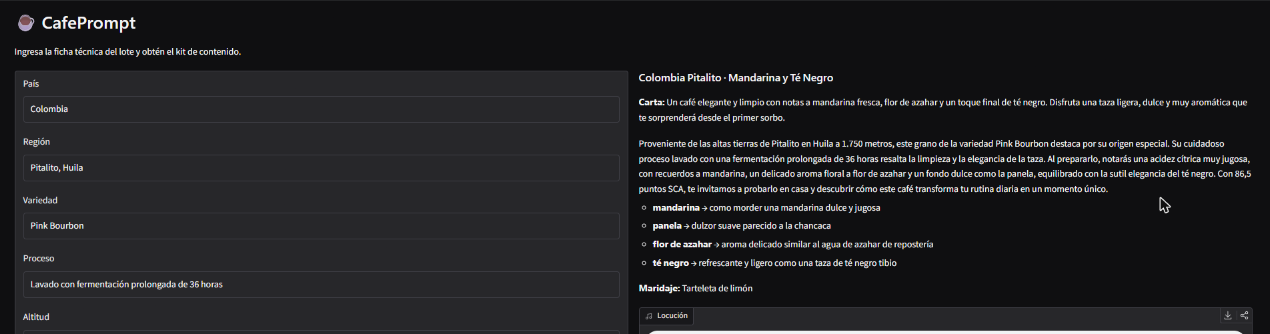 CafePrompt
Ingresa la ficha técnica del lote y obtén el kit de contenido.
País
Colombia
Región
Pitalito, Huila
Variedad
Pink Bourbon
Proceso
Lavado con fermentación prolongada de 36 horas
Altitud
Colombia Pitalito · Mandarina y Té Negro
Carta: Un café elegante y limpio con notas a mandarina fresca, flor de azahar y un toque final de té negro. Disfruta una taza ligera, dulce y muy aromática que
te sorprenderá desde el primer sorbo.
Proveniente de las altas tierras de Pitalito en Huila a 1.750 metros, este grano de la variedad Pink Bourbon destaca por su origen especial. Su cuidadoso
proceso lavado con una fermentación prolongada de 36 horas resalta la limpieza y la elegancia de la taza. Al prepararlo, notarás una acidez cítrica muy jugosa,
con recuerdos a mandarina, un delicado aroma floral a flor de azahar y un fondo dulce como la panela, equilibrado con la sutil elegancia del té negro. Con 86,5
puntos SCA, te invitamos a probarlo en casa y descubrir cómo este café transforma tu rutina diaria en un momento único.
mandarina → como morder una mandarina dulce y jugosa
panela → dulzor suave parecido a la chancaca
flor de azahar → aroma delicado similar al agua de azahar de repostería
té negro → refrescante y ligero como una taza de té negro tibio
Maridaje: Tarteleta de limón
Locución